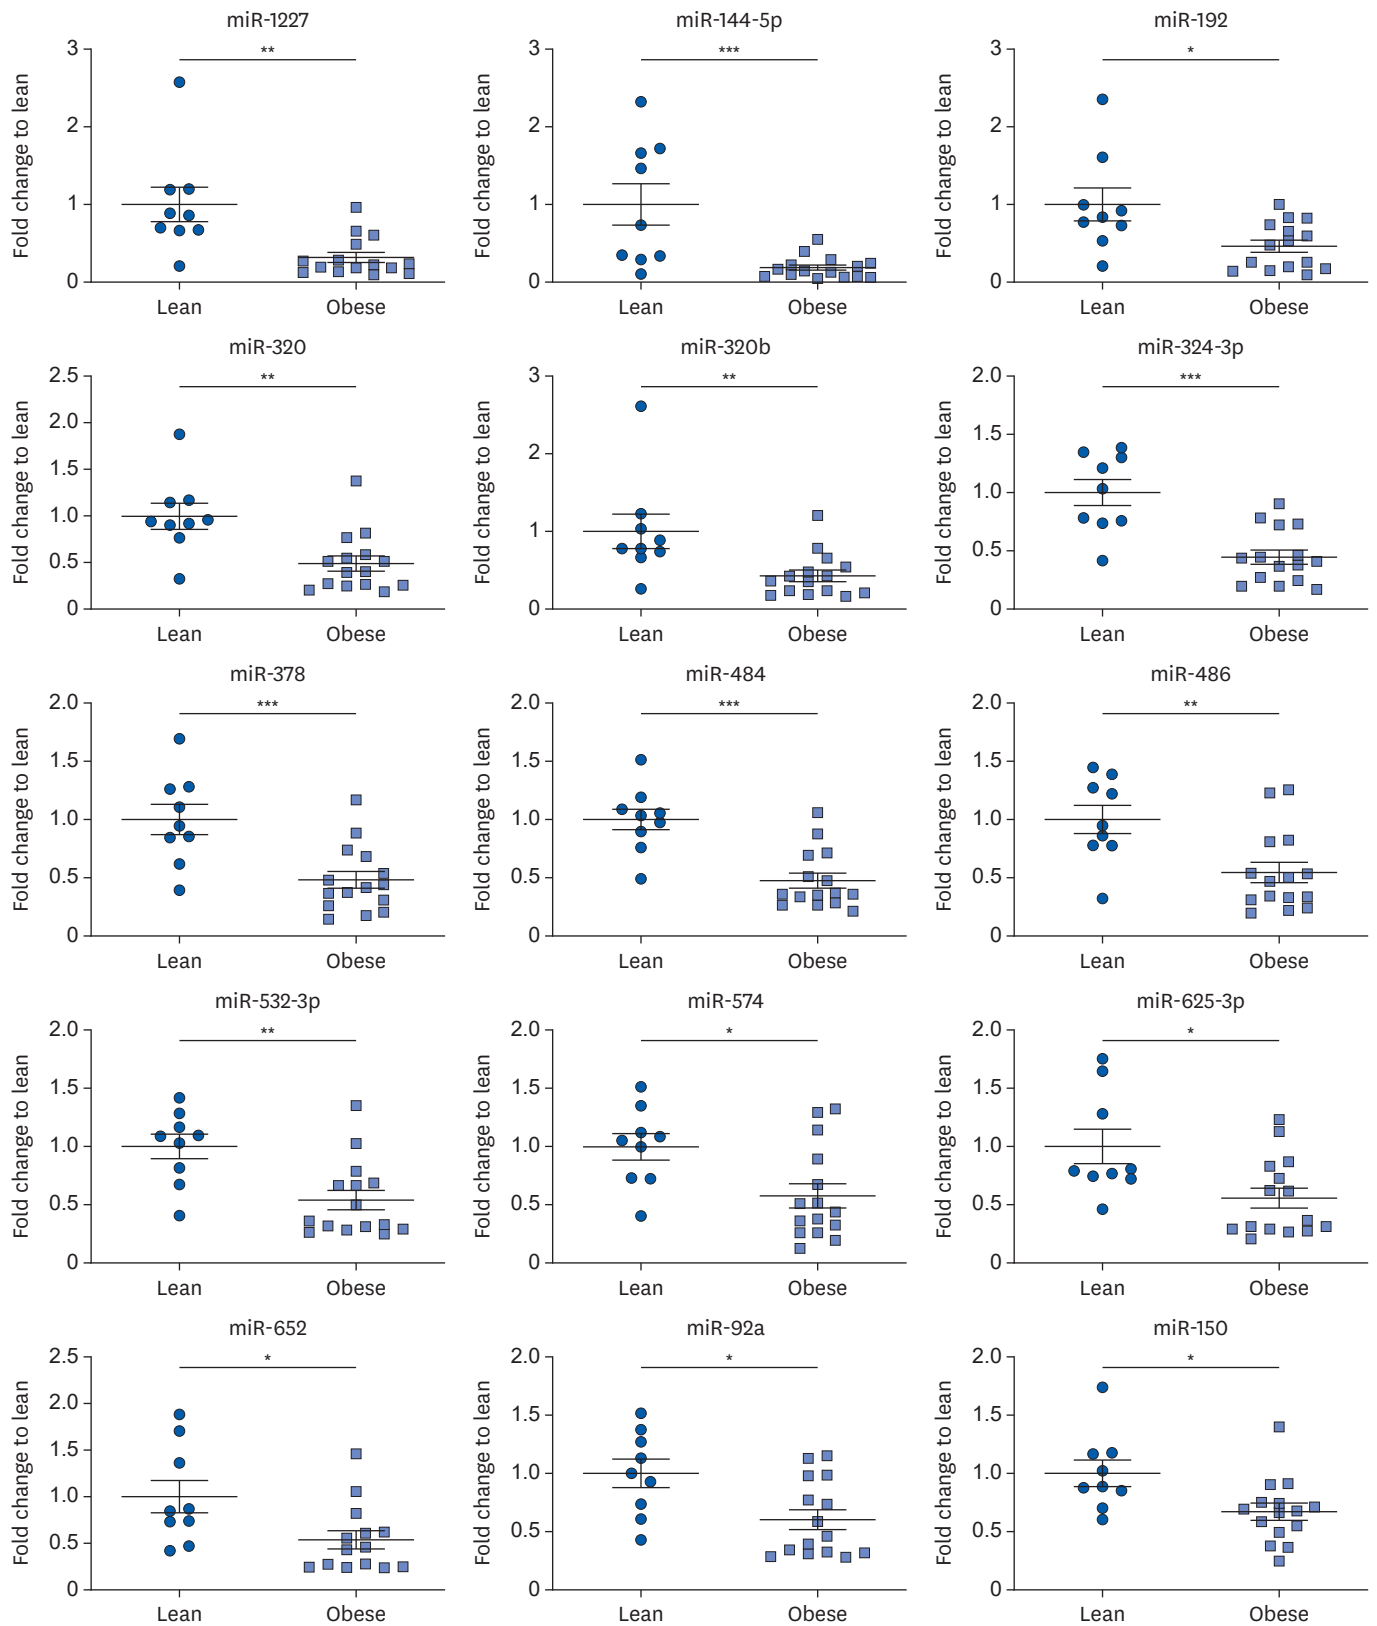 miR-1227
**
Fold change to lean
3
2
1
0
Lean
Obese
miR-144-5p
***
Fold change to lean
3
2
1
0
Lean
Obese
miR-192
*
Fold change to lean
3
2
1
0
Lean
Obese
miR-320
**
Fold change to lean
2.5
2.0
1.5
1.0
0.5
0
Lean
Obese
miR-320b
**
Fold change to lean
3
2
1
0
Lean
Obese
miR-324-3p
***
Fold change to lean
2.0
1.5
1.0
0.5
0
Lean
Obese
miR-378
***
Fold change to lean
2.0
1.5
1.0
0.5
0
Lean
Obese
miR-484
***
Fold change to lean
2.0
1.5
1.0
0.5
0
Lean
Obese
miR-486
**
Fold change to lean
2.0
1.5
1.0
0.5
0
Lean
Obese
miR-532-3p
**
Fold change to lean
2.0
1.5
1.0
0.5
0
Lean
Obese
miR-574
*
Fold change to lean
2.0
1.5
1.0
0.5
0
Lean
Obese
miR-625-3p
*
Fold change to lean
2.0
1.5
1.0
0.5
0
Lean
Obese
miR-652
*
Fold change to lean
2.5
2.0
1.5
1.0
0.5
0
Lean
Obese
miR-92a
*
Fold change to lean
2.0
1.5
1.0
0.5
0
Lean
Obese
miR-150
*
Fold change to lean
2.0
1.5
1.0
0.5
0
Lean
Obese